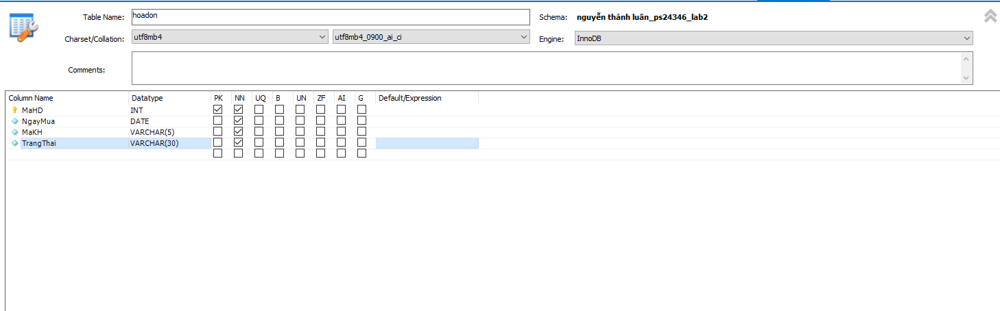 Table Name: hoadon Schema: nguyễn thành luân_ps24346_lab2
Charset/Collation: utf8mb4 utf8mb4_0900_ai_ci Engine: InnoDB
Comments:
Column Name Datatype PK NN UQ B UN ZF AI G Default/Expression
MaHD INT
NgayMua DATE
MaKH VARCHAR(5)
TrangThai VARCHAR(30)